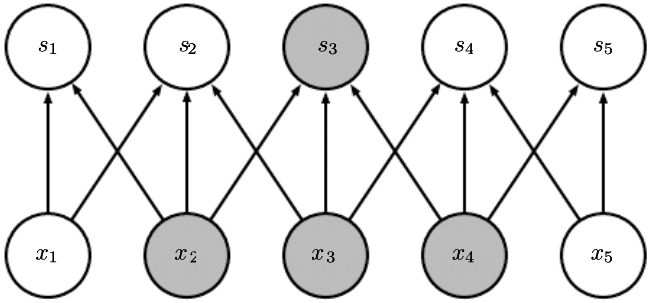 s₁ s₂ s₃ s₄ s₅
x₁ x₂ x₃ x₄ x₅